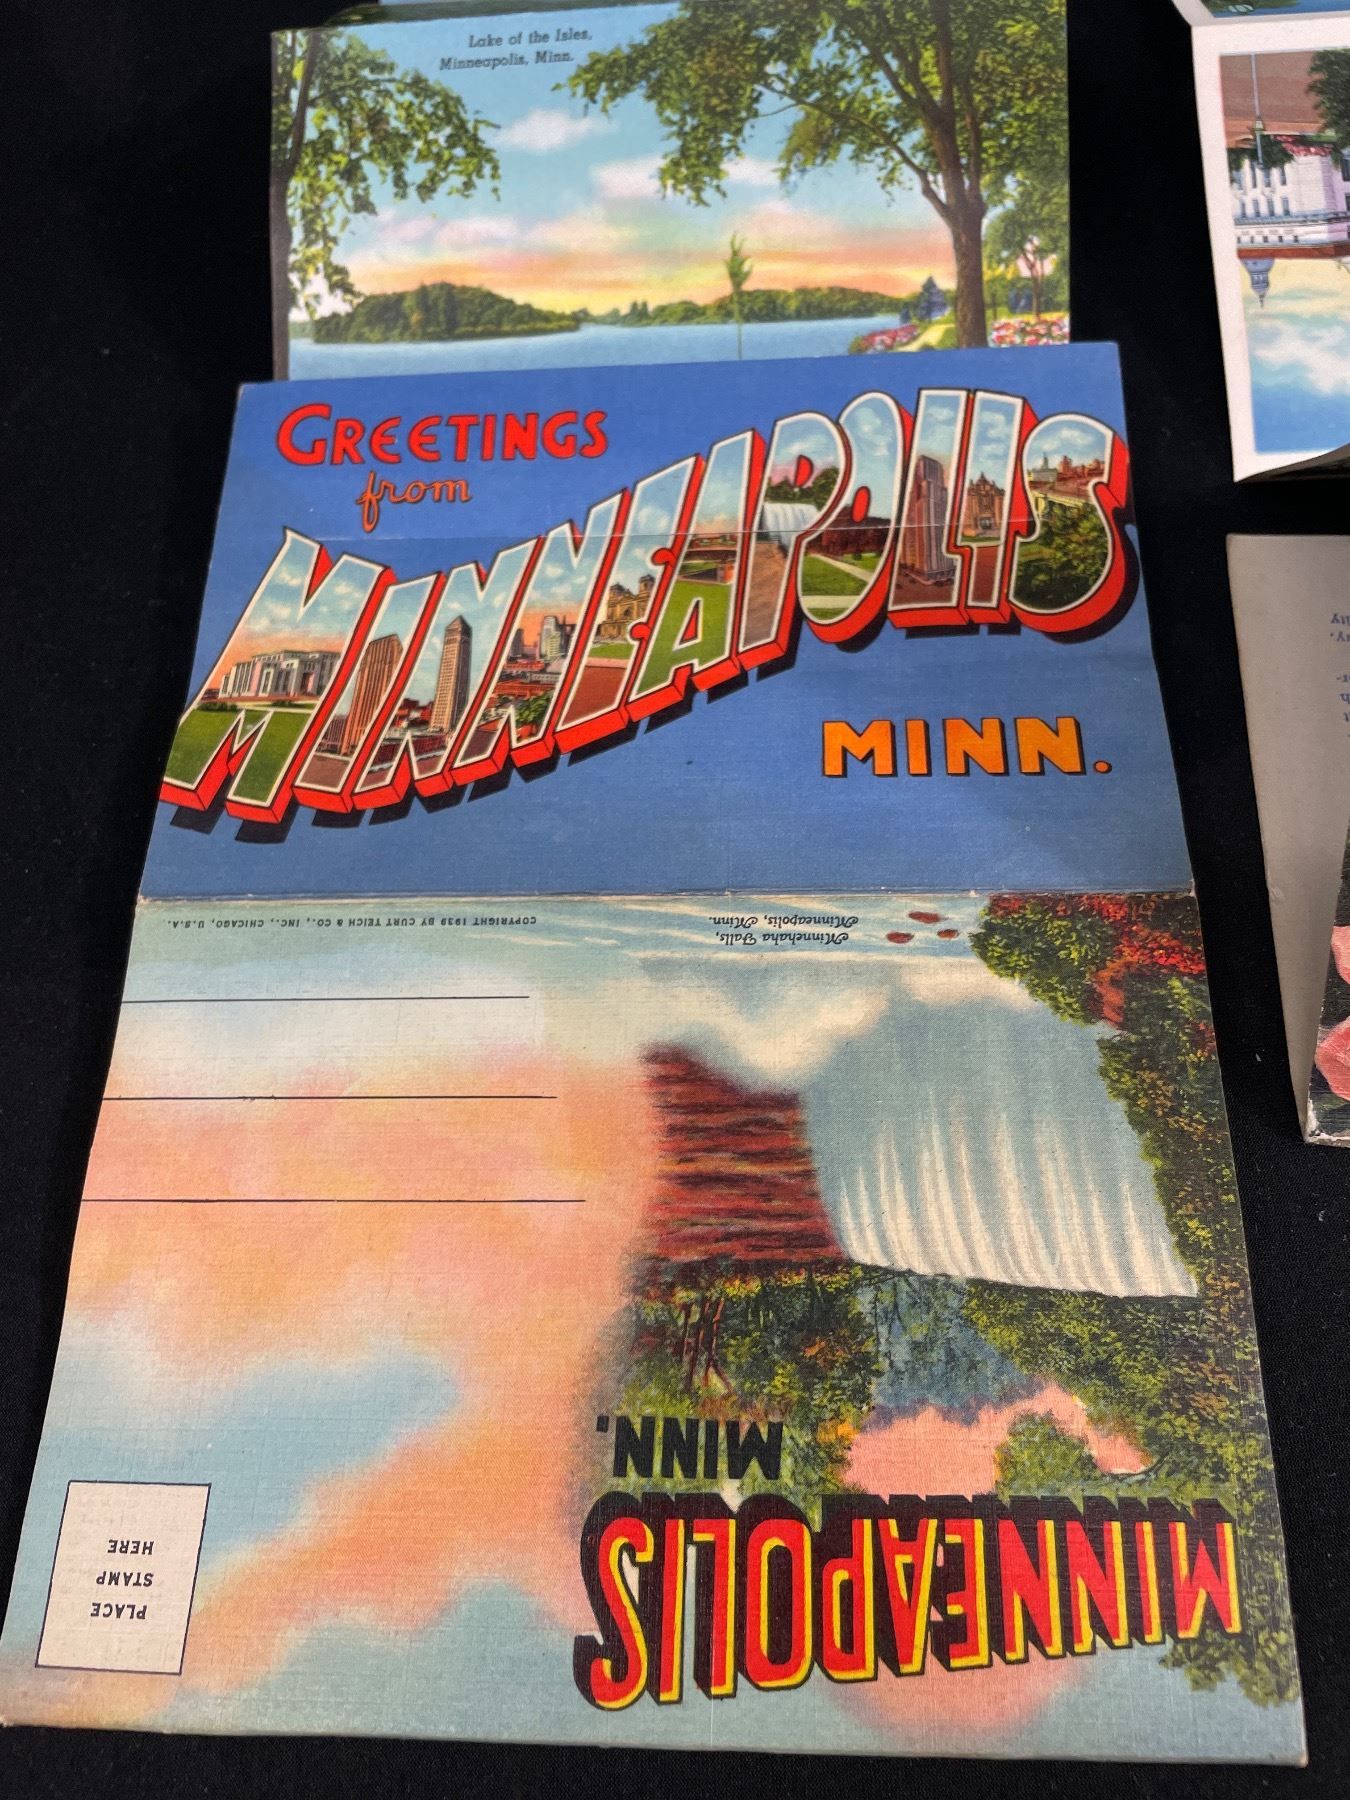 Lake of the Isles,
Minneapolis, Minn.
GREETINGS
from
MINNEAPOLIS
MINN.
COPYRIGHT 1939 BY CURT TEICH & CO., INC., CHICAGO, U.S.A.
Minnehaha Falls,
Minneapolis, Minn.
MINNEAPOLIS
MINN.
PLACE
STAMP
HERE